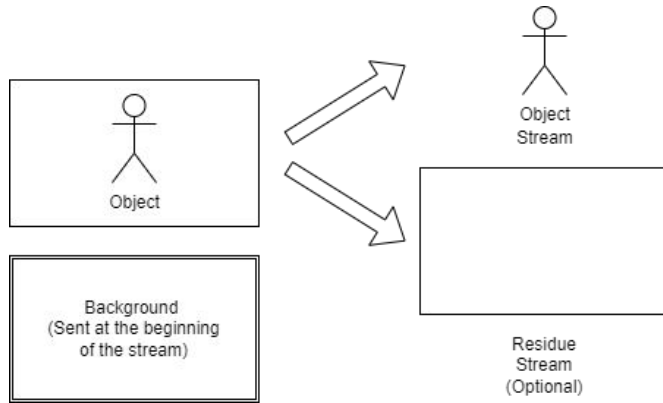 Object
Background
(Sent at the beginning
of the stream)
Object
Stream
Residue
Stream
(Optional)